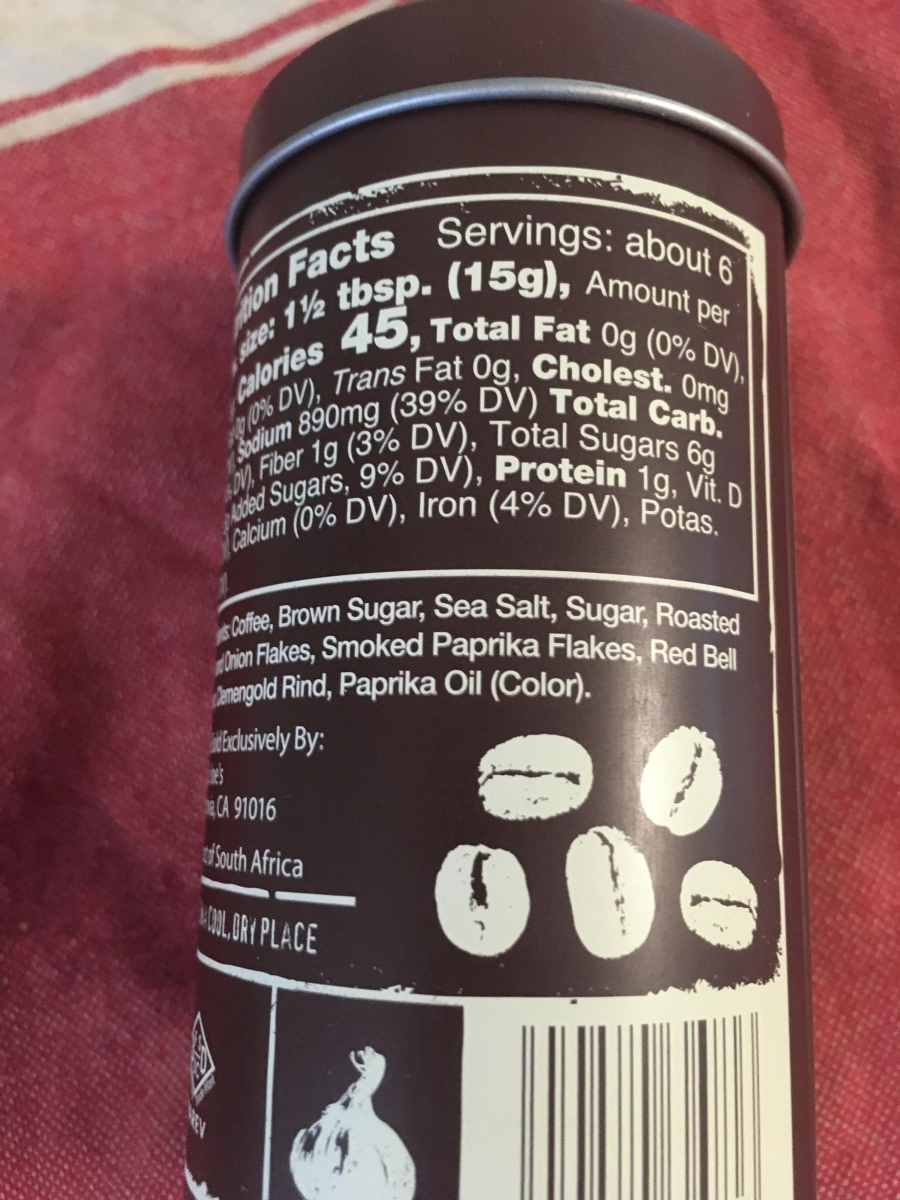 Facts Servings: about 6
size: 1½ tbsp. (15g), Amount per
Calories 45, Total Fat 0g (0% DV),
(0% DV), Trans Fat 0g, Cholest. 0mg
Sodium 890mg (39% DV) Total Carb.
DV), Fiber 1g (3% DV), Total Sugars 6g
Added Sugars, 9% DV), Protein 1g, Vit. D
Calcium (0% DV), Iron (4% DV), Potas.
Coffee, Brown Sugar, Sea Salt, Sugar, Roasted
Onion Flakes, Smoked Paprika Flakes, Red Bell
Clemengold Rind, Paprika Oil (Color).
Exclusively By:
CA 91016
of South Africa
COOL, DRY PLACE